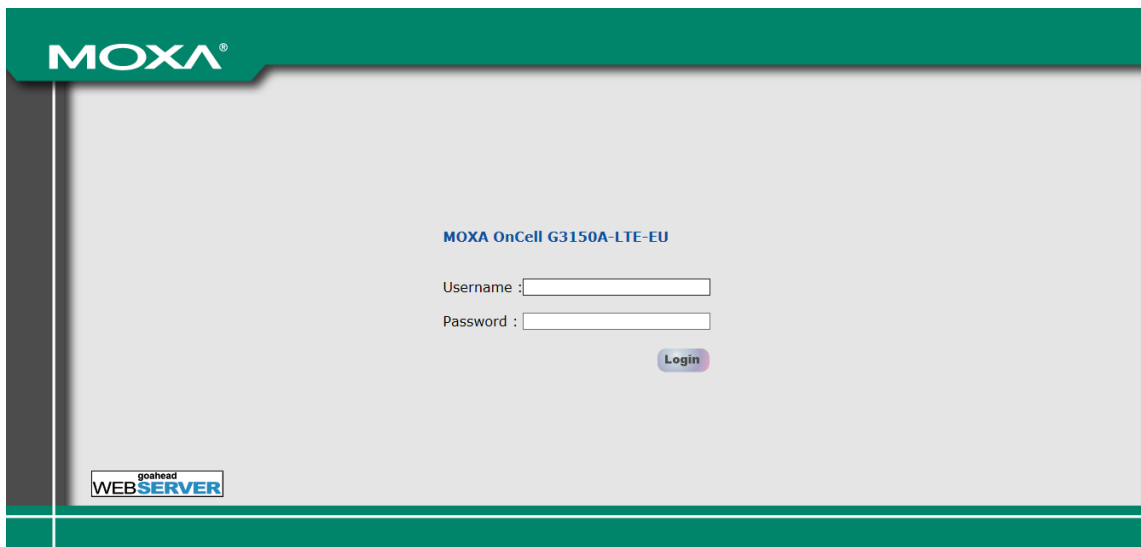 MOXA®
MOXA OnCell G3150A-LTE-EU
Username :
Password :
Login
goahead
WEBSERVER